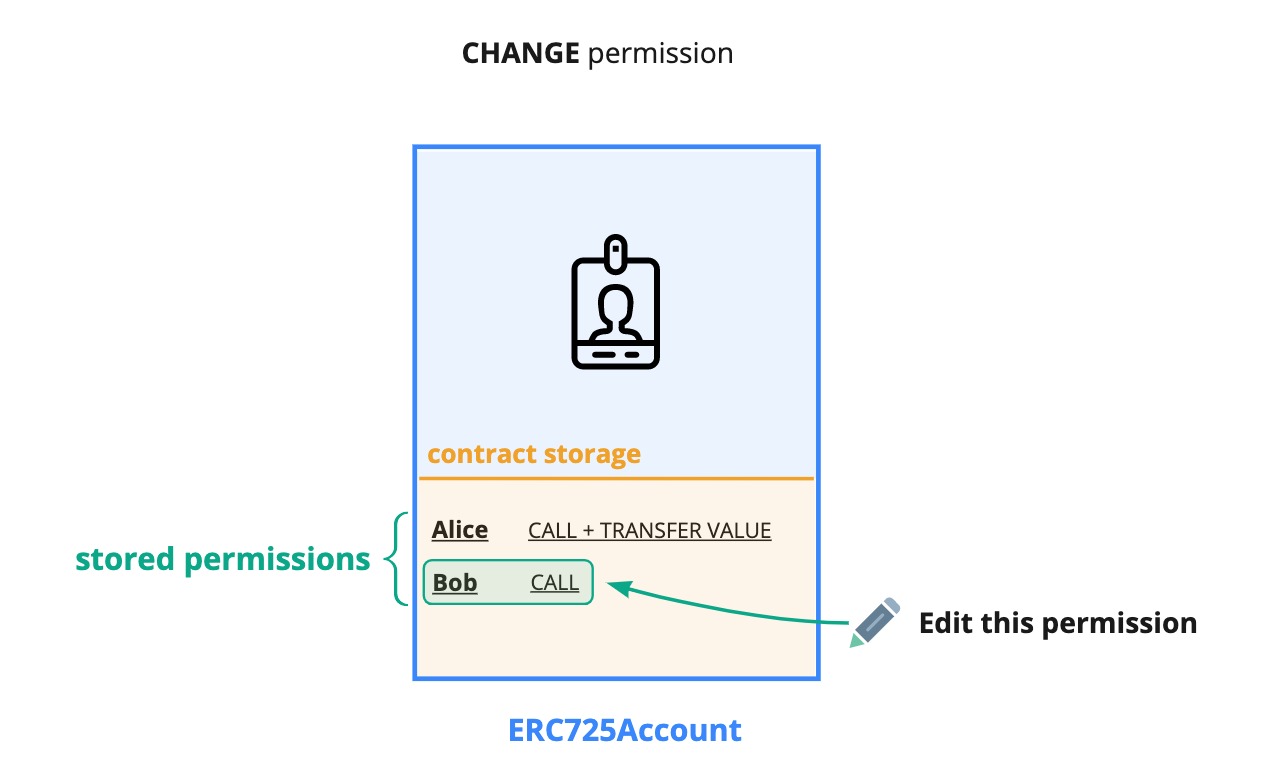 CHANGE permission
contract storage
stored permissions
Alice CALL + TRANSFER VALUE
Bob CALL
Edit this permission
ERC725Account